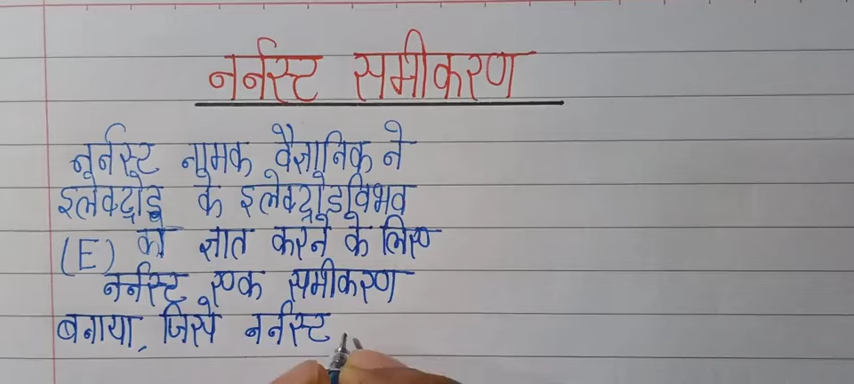 नर्नस्ट समीकरण
नर्नस्ट नामक वैज्ञानिक ने
इलेक्ट्रोड के इलेक्ट्रोडविभव
(E) को ज्ञात करने के लिए
नर्नस्ट एक समीकरण
बनाया, जिसे नर्नस्ट